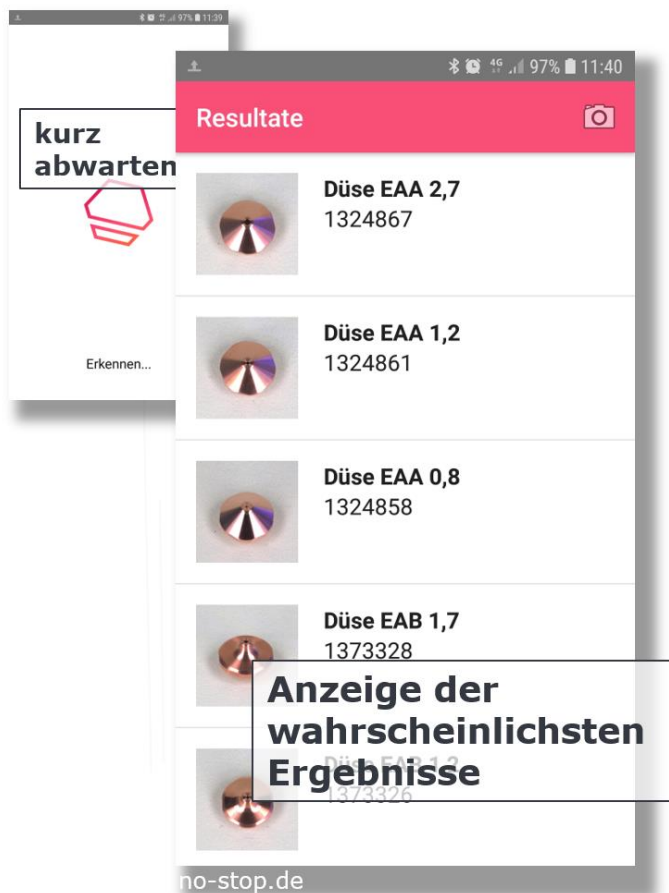 97% 11:39
kurz
abwarten
Erkennen...
4G 97% 11:40
Resultate
Düse EAA 2,7
1324867
Düse EAA 1,2
1324861
Düse EAA 0,8
1324858
Düse EAB 1,7
1373328
Anzeige der
wahrscheinlichsten
Ergebnisse
Düse EAB 1,2
1373326
no-stop.de